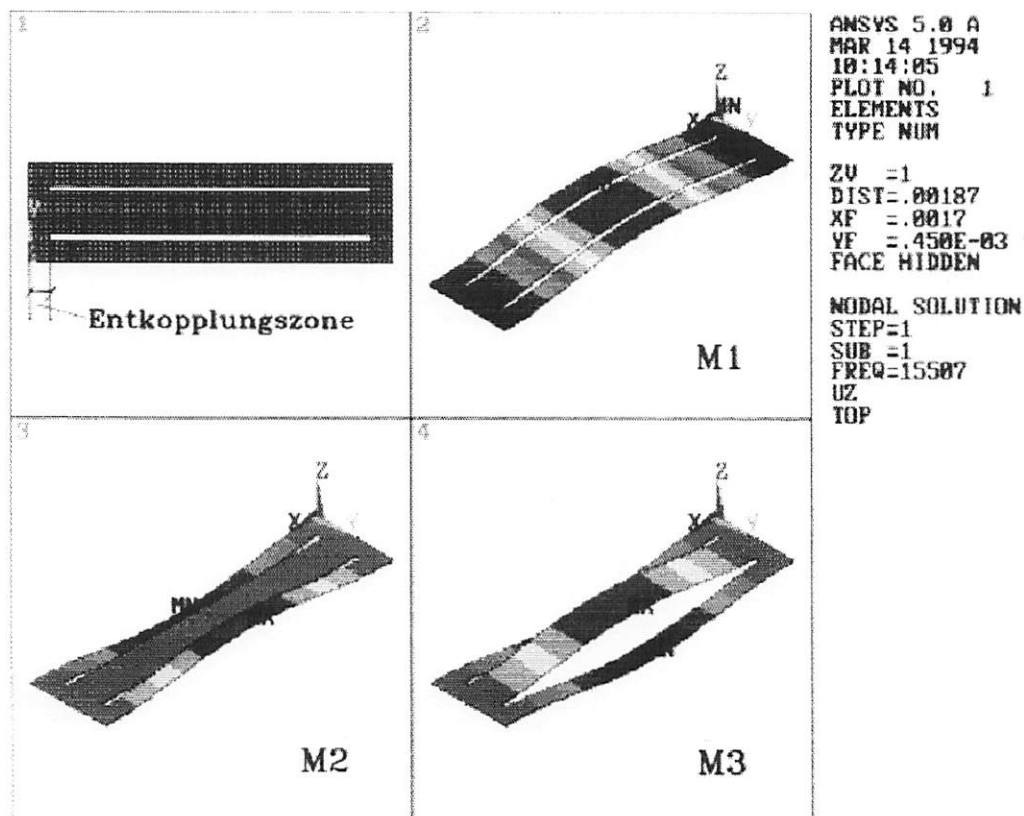 1
2
Z
MN
X
Y
Entkopplungszone
M1
3
4
Z
X
Y
MN
M2
Z
X
Y
M3
ANSYS 5.0 A
MAR 14 1994
10:14:05
PLOT NO. 1
ELEMENTS
TYPE NUM
ZV =1
DIST=.00187
XF =.0017
YF =.450E-03
FACE HIDDEN
NODAL SOLUTION
STEP=1
SUB =1
FREQ=15507
UZ
TOP